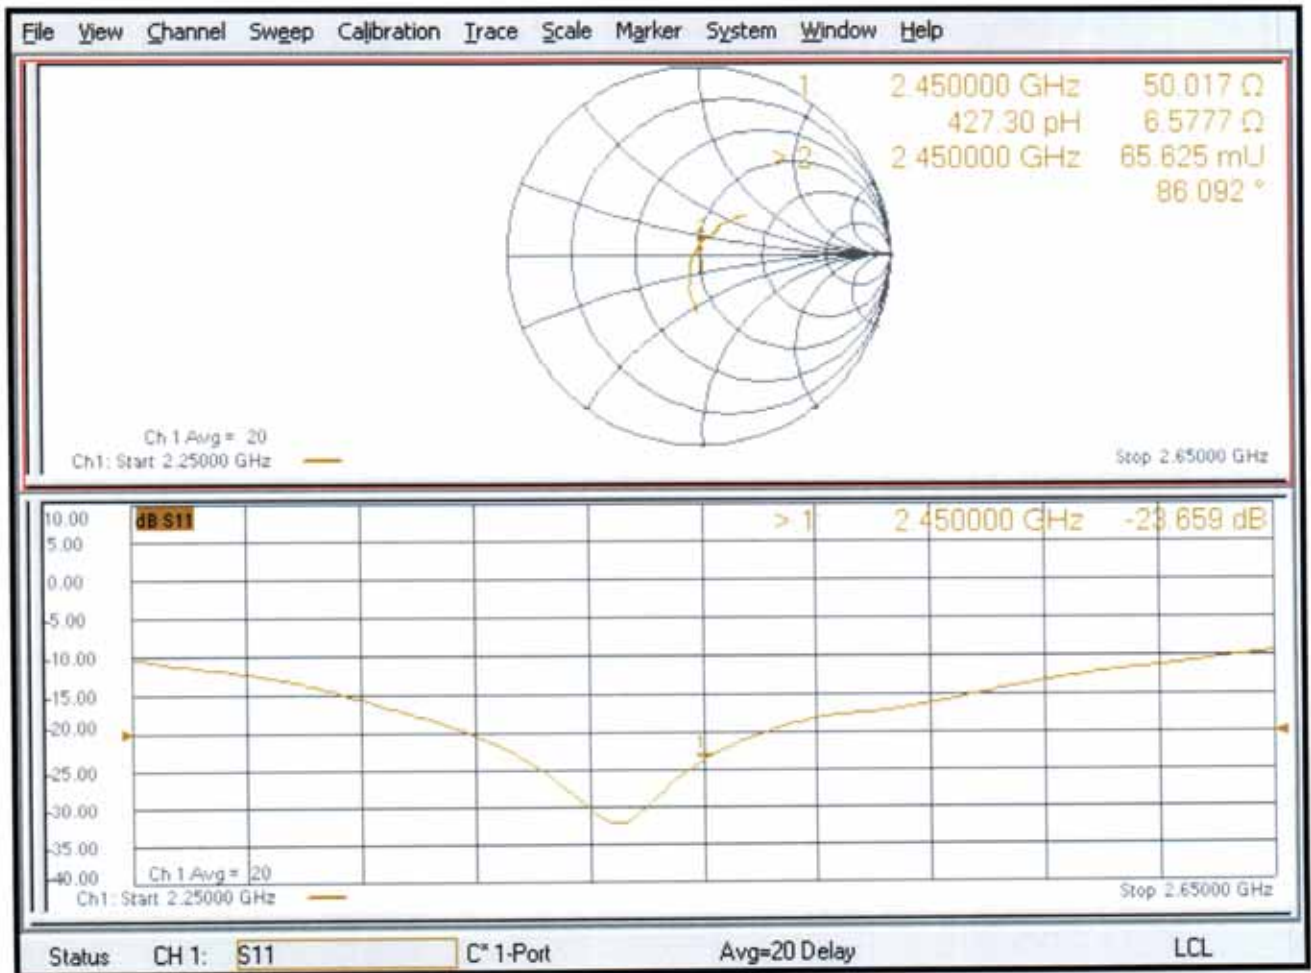 File View Channel Sweep Calibration Trace Scale Marker System Window Help
1 2.450000 GHz 50.017 Ω
427.30 pH 6.5777 Ω
> 2 2.450000 GHz 65.625 mU
86.092 °
Ch 1 Avg = 20
Ch1: Start 2.25000 GHz
Stop 2.65000 GHz
10.00 dB S11 > 1 2.450000 GHz -23.659 dB
5.00
0.00
-5.00
-10.00
-15.00
-20.00
1
-25.00
-30.00
-35.00
-40.00
Ch 1 Avg = 20
Ch1: Start 2.25000 GHz
Stop 2.65000 GHz
Status CH 1: S11 C* 1-Port Avg=20 Delay LCL